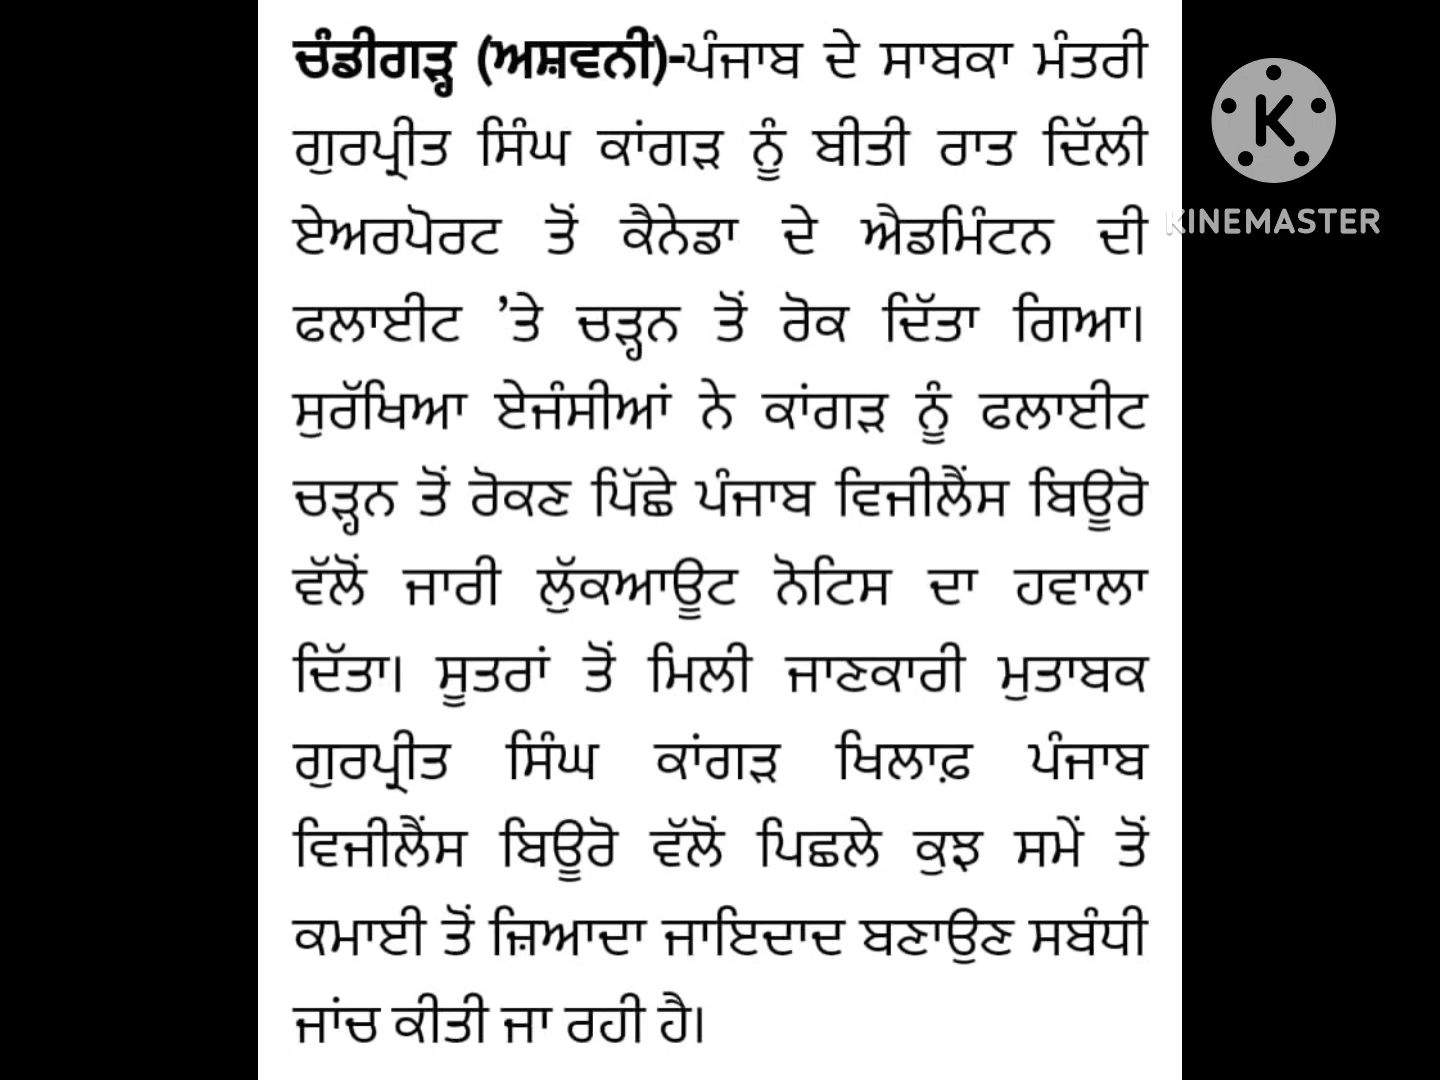 ਚੰਡੀਗੜ੍ਹ (ਅਸ਼ਵਨੀ)-ਪੰਜਾਬ ਦੇ ਸਾਬਕਾ ਮੰਤਰੀ
ਗੁਰਪ੍ਰੀਤ ਸਿੰਘ ਕਾਂਗੜ ਨੂੰ ਬੀਤੀ ਰਾਤ ਦਿੱਲੀ
ਏਅਰਪੋਰਟ ਤੋਂ ਕੈਨੇਡਾ ਦੇ ਐਡਮਿੰਟਨ ਦੀ
ਫਲਾਈਟ ’ਤੇ ਚੜ੍ਹਨ ਤੋਂ ਰੋਕ ਦਿੱਤਾ ਗਿਆ।
ਸੁਰੱਖਿਆ ਏਜੰਸੀਆਂ ਨੇ ਕਾਂਗੜ ਨੂੰ ਫਲਾਈਟ
ਚੜ੍ਹਨ ਤੋਂ ਰੋਕਣ ਪਿੱਛੇ ਪੰਜਾਬ ਵਿਜੀਲੈਂਸ ਬਿਊਰੋ
ਵੱਲੋਂ ਜਾਰੀ ਲੁੱਕਆਊਟ ਨੋਟਿਸ ਦਾ ਹਵਾਲਾ
ਦਿੱਤਾ। ਸੂਤਰਾਂ ਤੋਂ ਮਿਲੀ ਜਾਣਕਾਰੀ ਮੁਤਾਬਕ
ਗੁਰਪ੍ਰੀਤ ਸਿੰਘ ਕਾਂਗੜ ਖਿਲਾਫ਼ ਪੰਜਾਬ
ਵਿਜੀਲੈਂਸ ਬਿਊਰੋ ਵੱਲੋਂ ਪਿਛਲੇ ਕੁਝ ਸਮੇਂ ਤੋਂ
ਕਮਾਈ ਤੋਂ ਜ਼ਿਆਦਾ ਜਾਇਦਾਦ ਬਣਾਉਣ ਸਬੰਧੀ
ਜਾਂਚ ਕੀਤੀ ਜਾ ਰਹੀ ਹੈ।
K
KINEMASTER